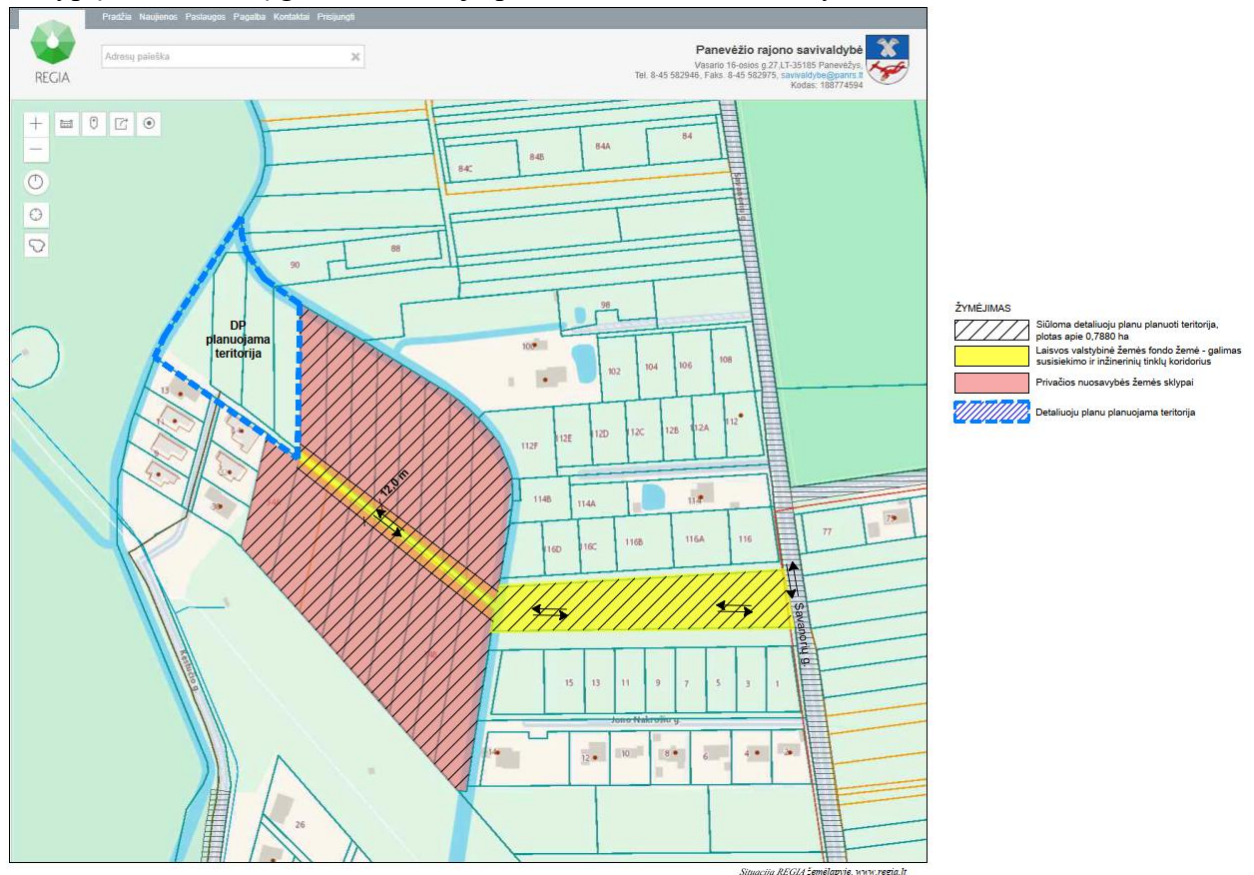 Pradžia Naujienos Paslaugos Pagalba Kontaktai Prisijungti
REGIA
Adresų paieška
Panevėžio rajono savivaldybė
Vasario 16-osios g.27,LT-35185 Panevėžys,
Tel. 8-45 582946, Faks. 8-45 582975, savivaldybe@panrs.lt
Kodas: 188774594
84C
84B
84A
84
Savanorių g.
88
90
DP
planuojama
teritorija
98
102
104
106
108
112F
112E
112D
112C
112B
112A
112
12,0 m
114B
114A
114
116D
116C
116B
116A
116
77
Savanorių g.
Kęstučio g.
15
13
11
9
7
5
3
1
Jono Nakrošiu g.
14
12
10
8
6
4
2
26
ŽYMĖJIMAS
Siūloma detaliuoju planu planuoti teritorija,
plotas apie 0,7880 ha
Laisvos valstybinė žemės fondo žemė - galimas
susisiekimo ir inžinerinių tinklų koridorius
Privačios nuosavybės žemės sklypai
Detaliuoju planu planuojama teritorija
Situacija REGIA žemėlapyje, www.regia.lt